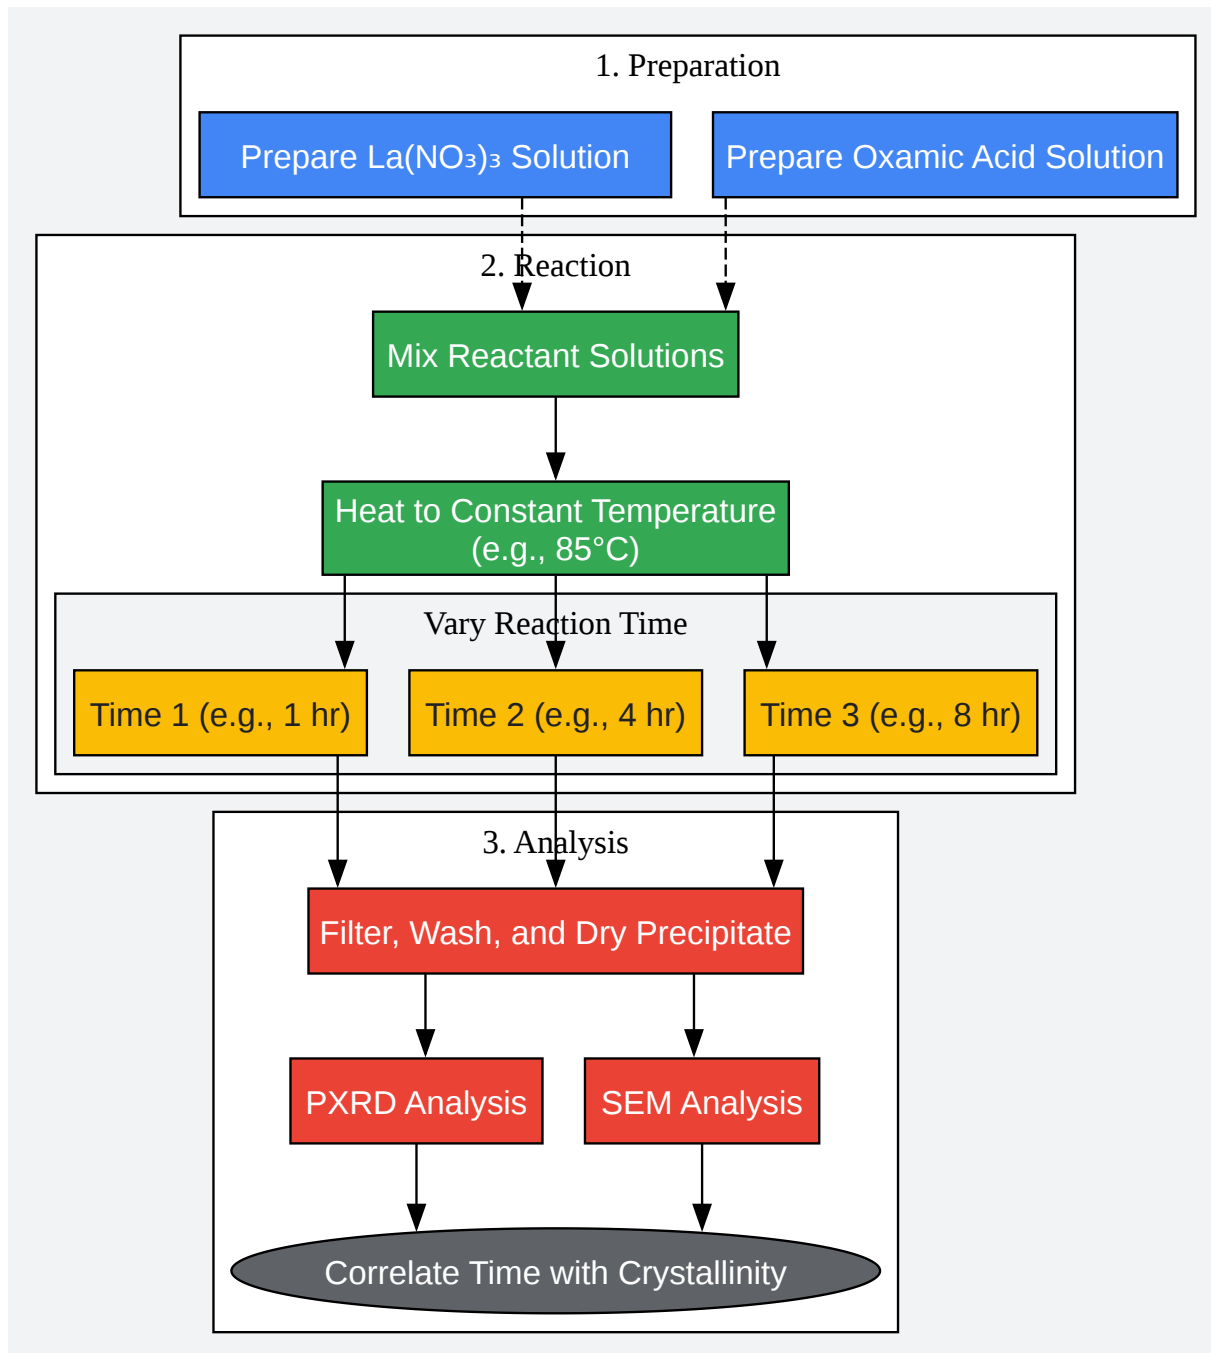 1. Preparation
Prepare La(NO₃)₃ Solution
Prepare Oxamic Acid Solution
2. Reaction
Mix Reactant Solutions
Heat to Constant Temperature
(e.g., 85°C)
Vary Reaction Time
Time 1 (e.g., 1 hr)
Time 2 (e.g., 4 hr)
Time 3 (e.g., 8 hr)
3. Analysis
Filter, Wash, and Dry Precipitate
PXRD Analysis
SEM Analysis
Correlate Time with Crystallinity